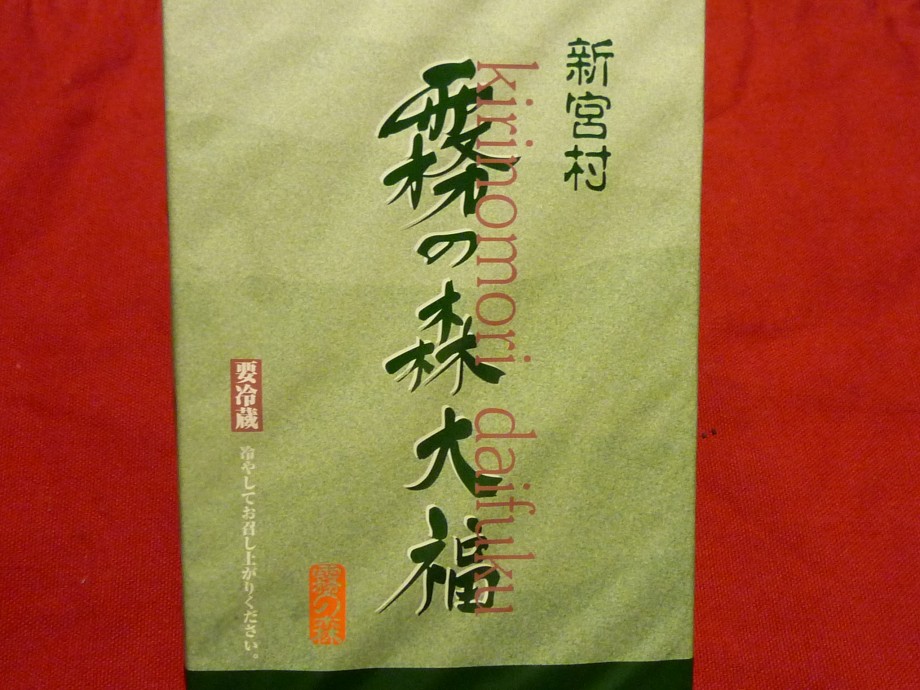 新宮村
kirinomori daifuku
霧の森大福
要冷蔵
冷やしてお召し上がりください。
霧の森